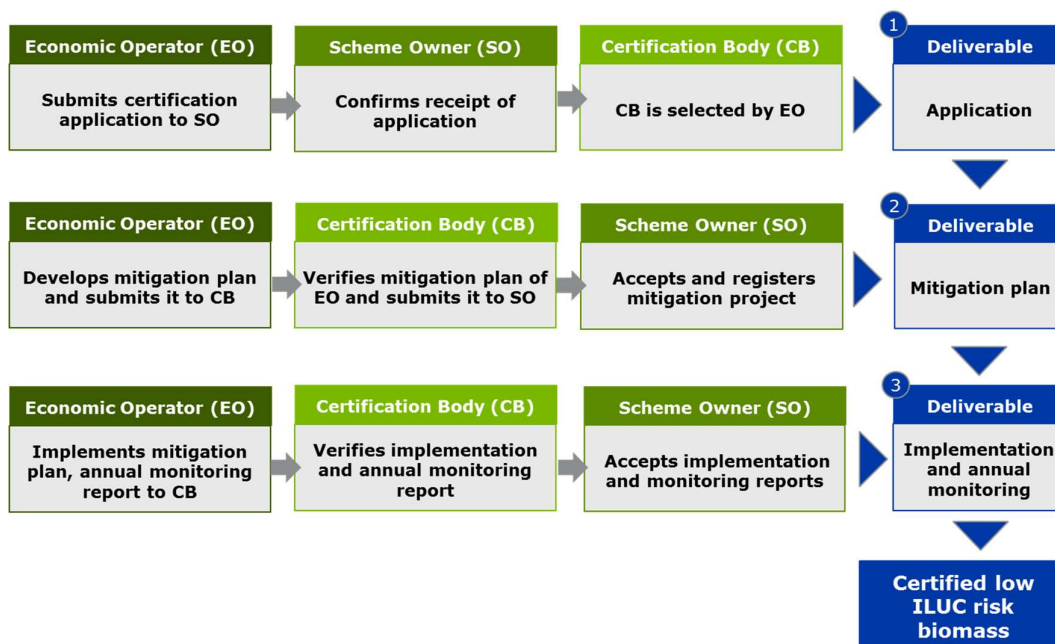 Economic Operator (EO)
Submits certification
application to SO
Scheme Owner (SO)
Confirms receipt of
application
Certification Body (CB)
CB is selected by EO
1
Deliverable
Application
Economic Operator (EO)
Develops mitigation plan
and submits it to CB
Certification Body (CB)
Verifies mitigation plan of
EO and submits it to SO
Scheme Owner (SO)
Accepts and registers
mitigation project
2
Deliverable
Mitigation plan
Economic Operator (EO)
Implements mitigation
plan, annual monitoring
report to CB
Certification Body (CB)
Verifies implementation
and annual monitoring
report
Scheme Owner (SO)
Accepts implementation
and monitoring reports
3
Deliverable
Implementation
and annual
monitoring
Certified low
ILUC risk
biomass